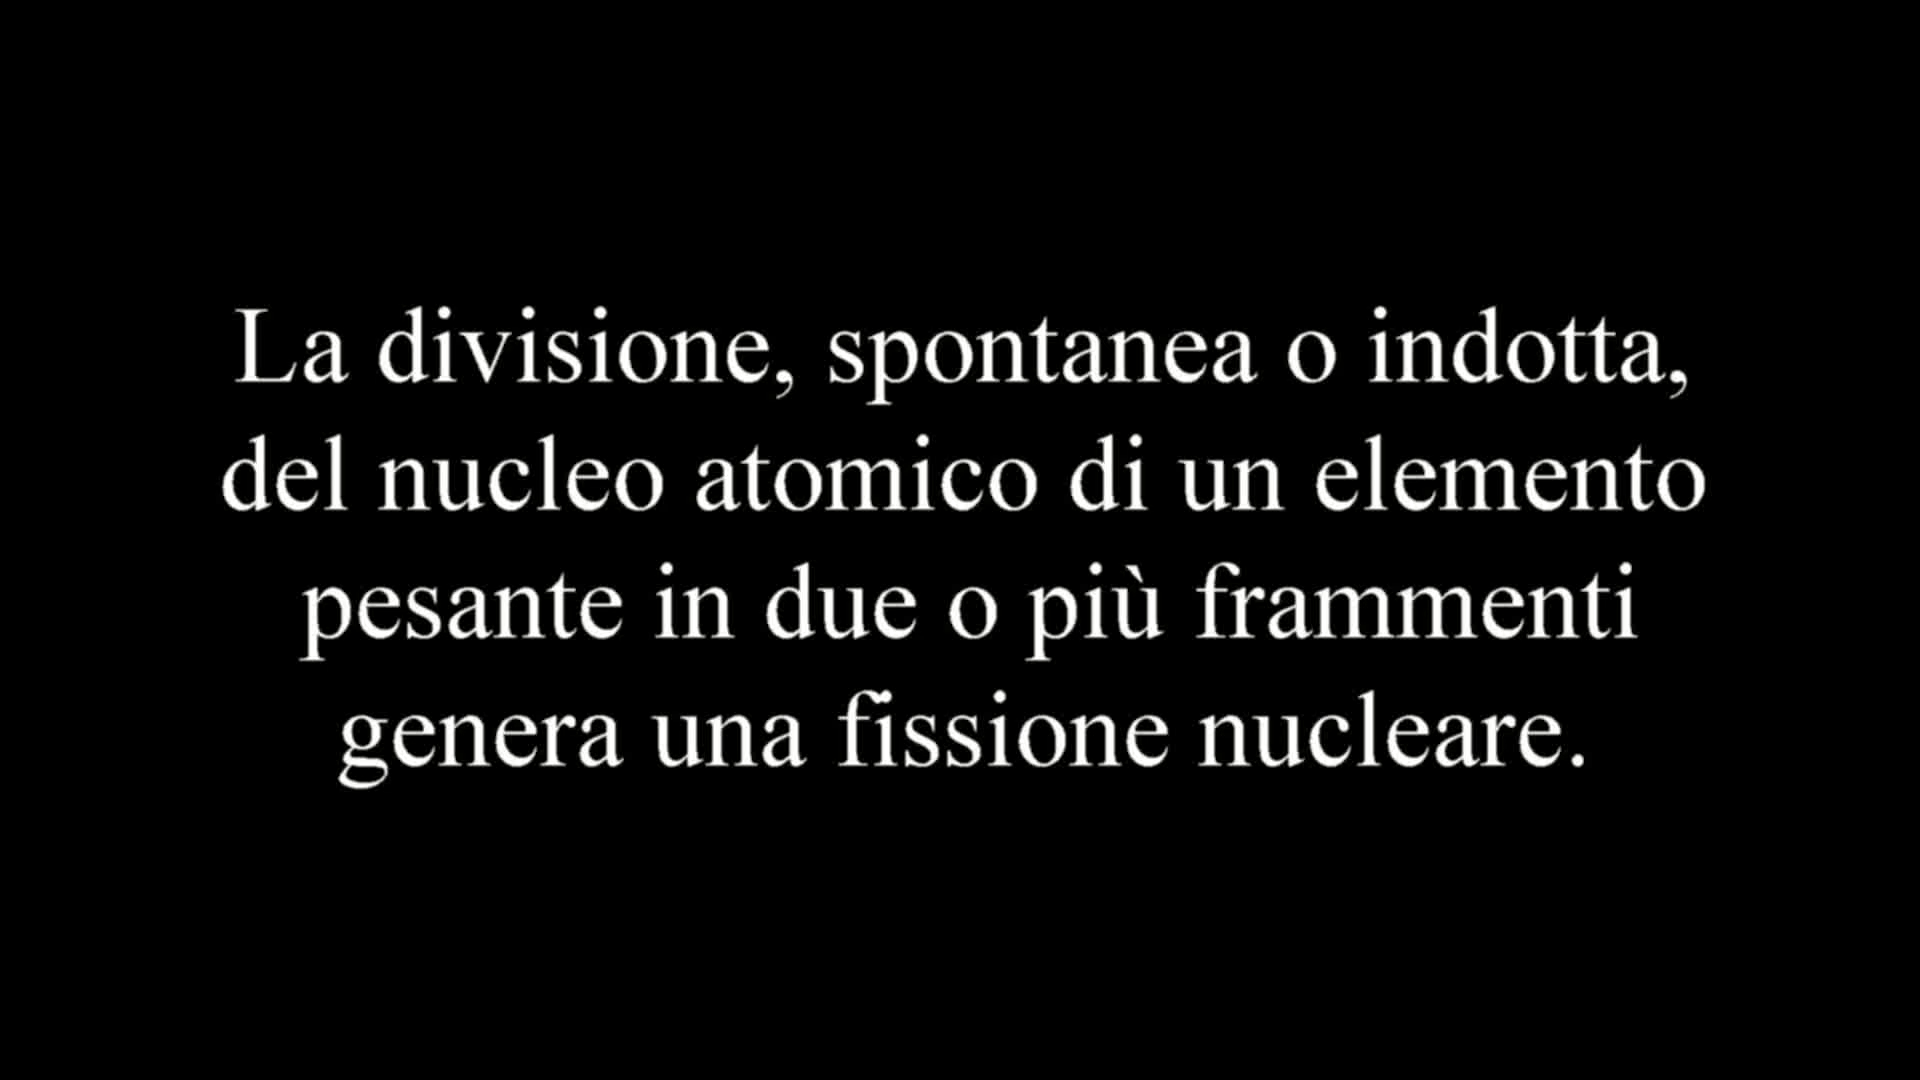 La divisione, spontanea o indotta,
del nucleo atomico di un elemento
pesante in due o più frammenti
genera una fissione nucleare.